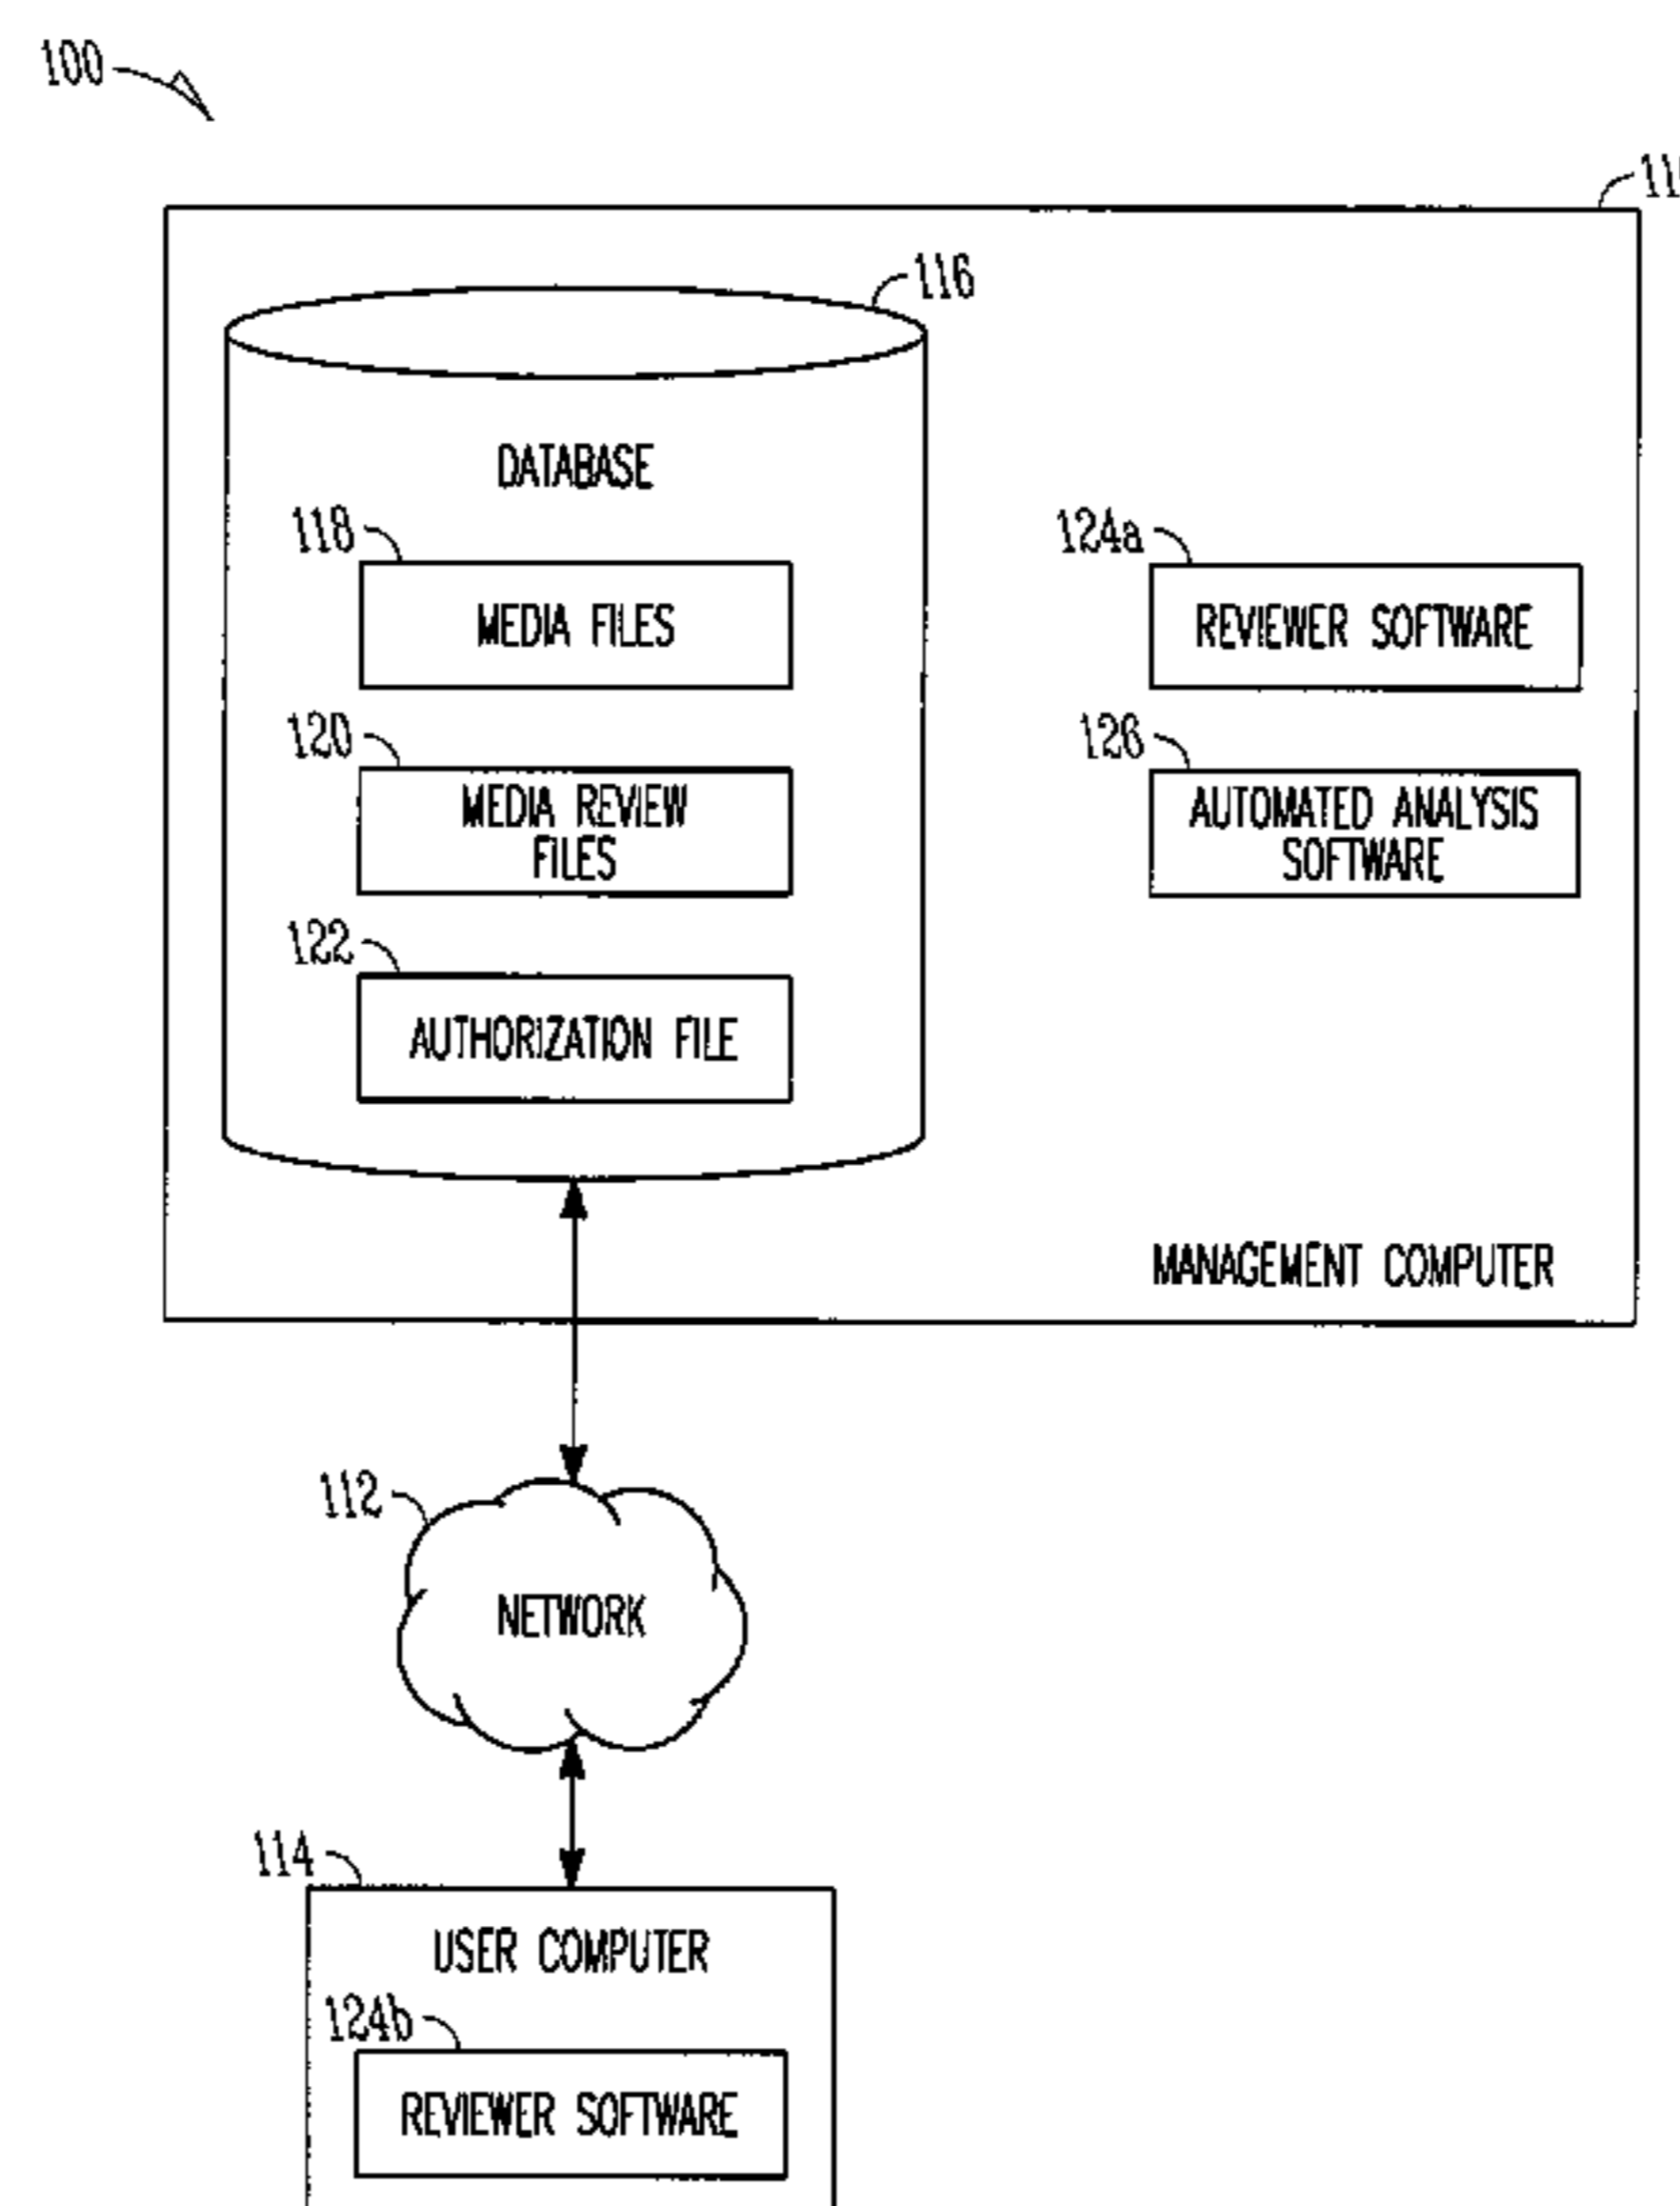 100
116
DATABASE
118
MEDIA FILES
120
MEDIA REVIEW
FILES
122
AUTHORIZATION FILE
124a
REVIEWER SOFTWARE
126
AUTOMATED ANALYSIS
SOFTWARE
MANAGEMENT COMPUTER
112
NETWORK
114
USER COMPUTER
124b
REVIEWER SOFTWARE